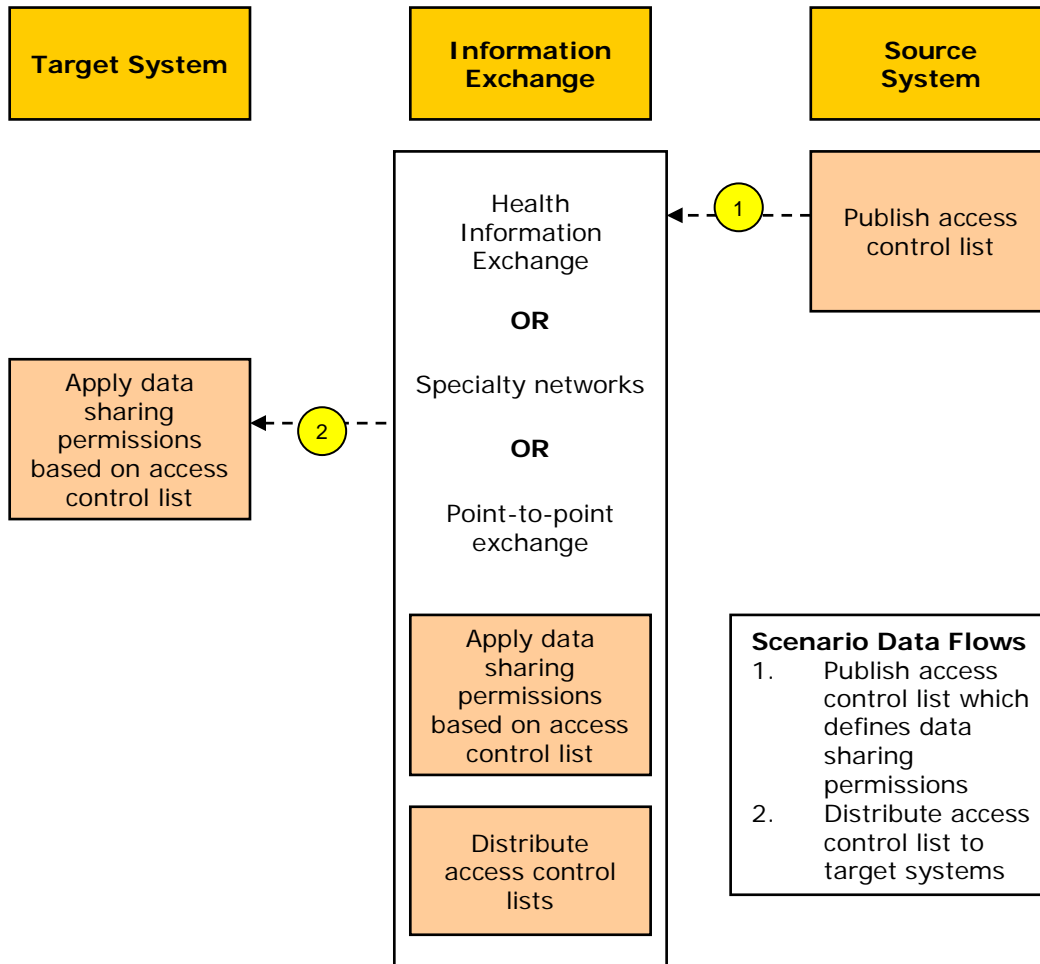 Target System
Information
Exchange
Source
System
Health
Information
Exchange
OR
Specialty networks
OR
Point-to-point
exchange
1
Publish access
control list
Apply data
sharing
permissions
based on access
control list
2
Apply data
sharing
permissions
based on access
control list
Distribute
access control
lists
Scenario Data Flows
1. Publish access
control list which
defines data
sharing
permissions
2. Distribute access
control list to
target systems